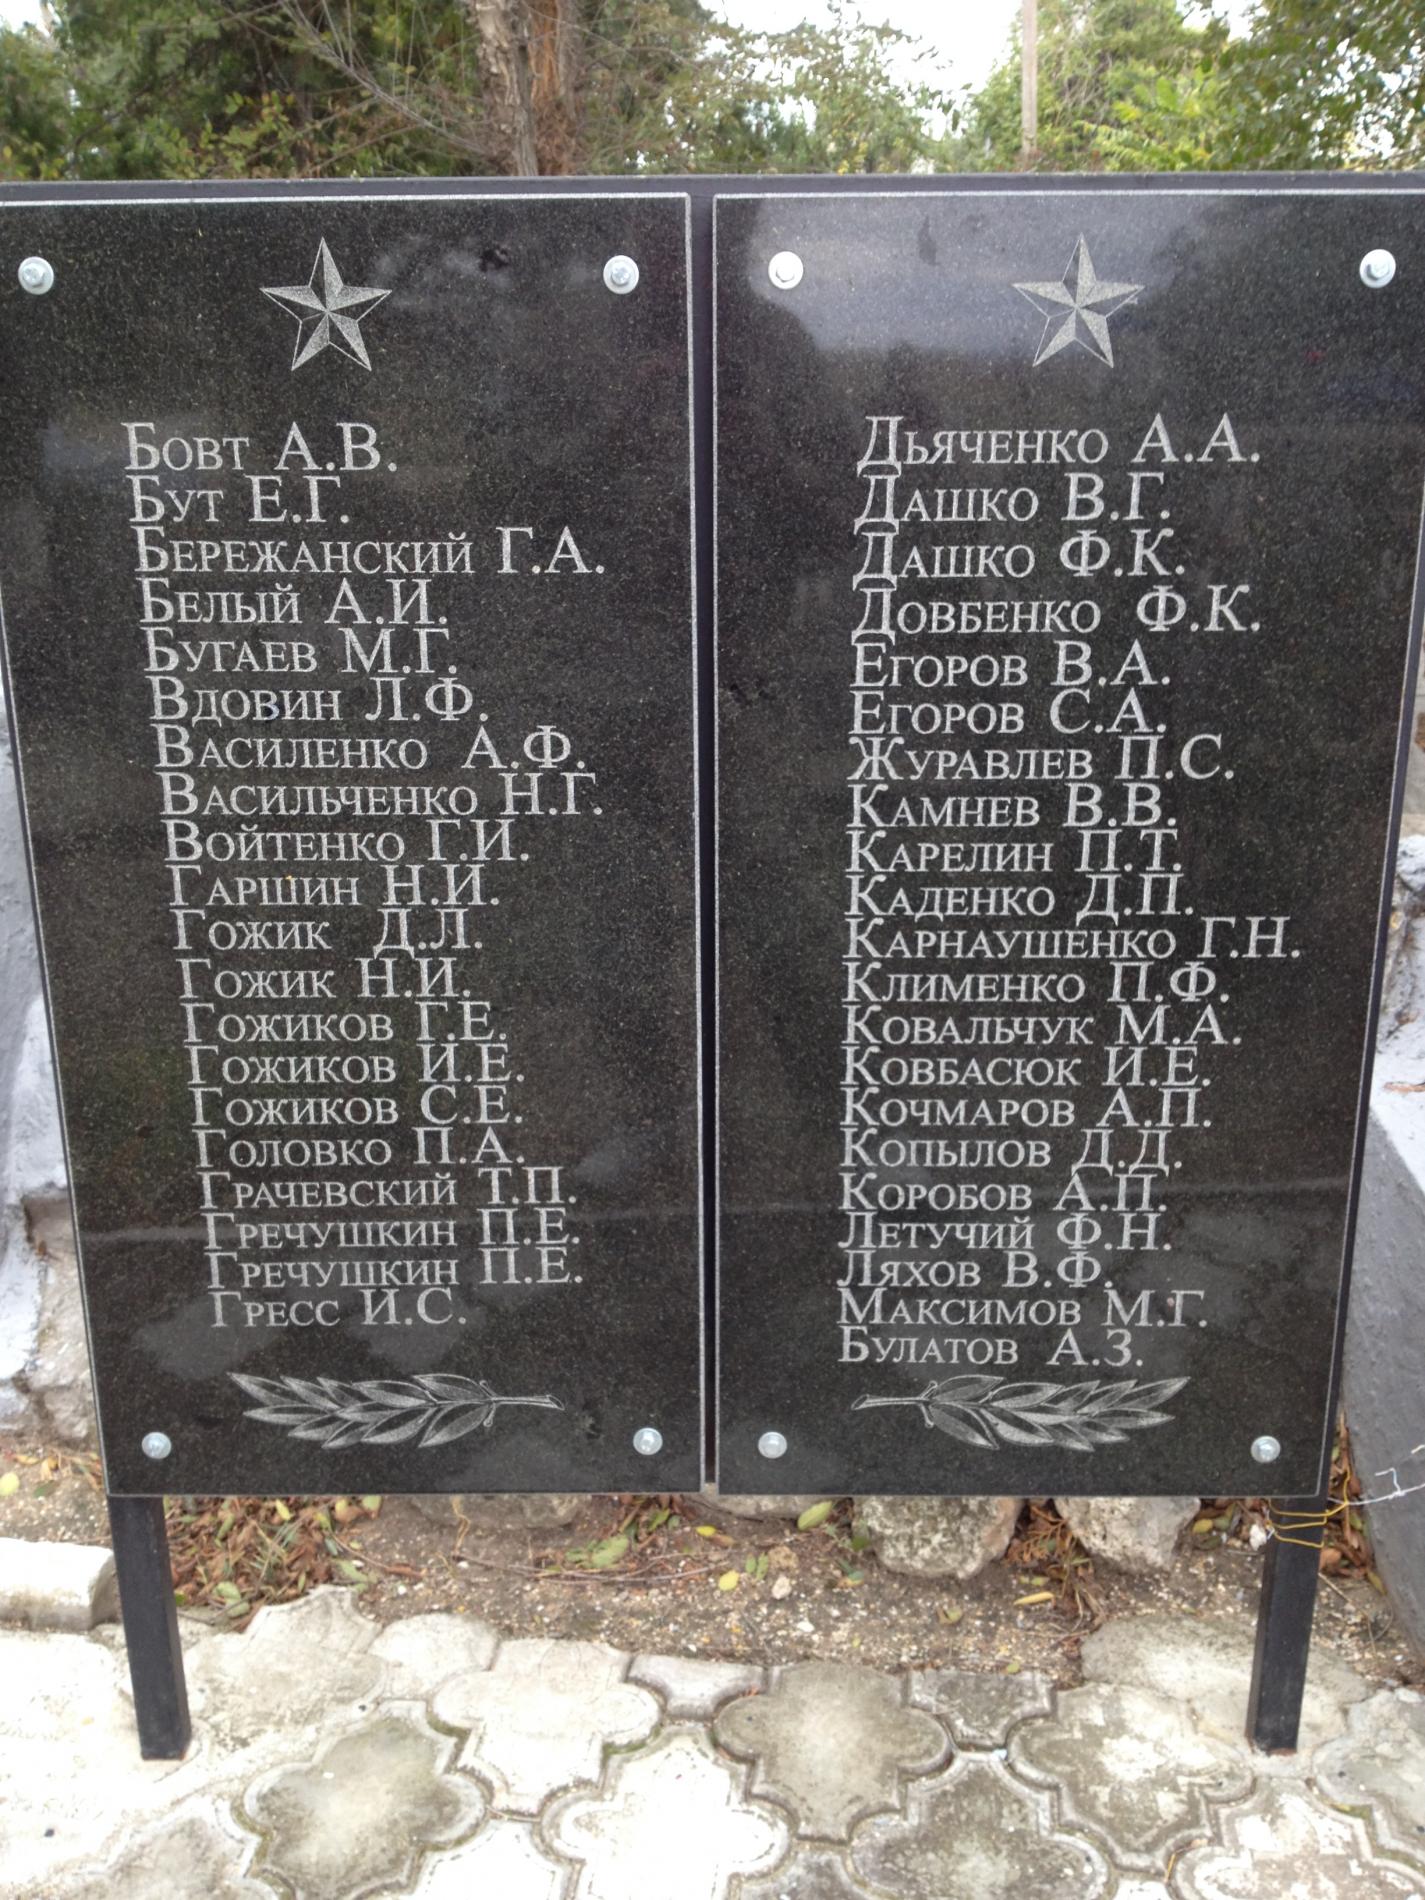 Бовт А.В.
Бут Е.Г.
Бережанский Г.А.
Белый А.И.
Бугаев М.Г.
Вдовин Л.Ф.
Василенко А.Ф.
Васильченко Н.Г.
Войтенко Г.И.
Гаршин Н.И.
Гожик Д.Л.
Гожик Н.И.
Гожиков Г.Е.
Гожиков И.Е.
Гожиков С.Е.
Головко П.А.
Грачевский Т.П.
Гречушкин П.Е.
Гречушкин П.Е.
Гресс И.С.
Дьяченко А.А.
Дашко В.Г.
Дашко Ф.К.
Довбенко Ф.К.
Егоров В.А.
Егоров С.А.
Журавлев П.С.
Камнев В.В.
Карелин П.Т.
Каденко Д.П.
Карнаушенко Г.Н.
Клименко П.Ф.
Ковальчук М.А.
Ковбасюк И.Е.
Кочмаров А.П.
Копылов Д.Д.
Коробов А.П.
Летучий Ф.Н.
Ляхов В.Ф.
Максимов М.Г.
Булатов А.З.